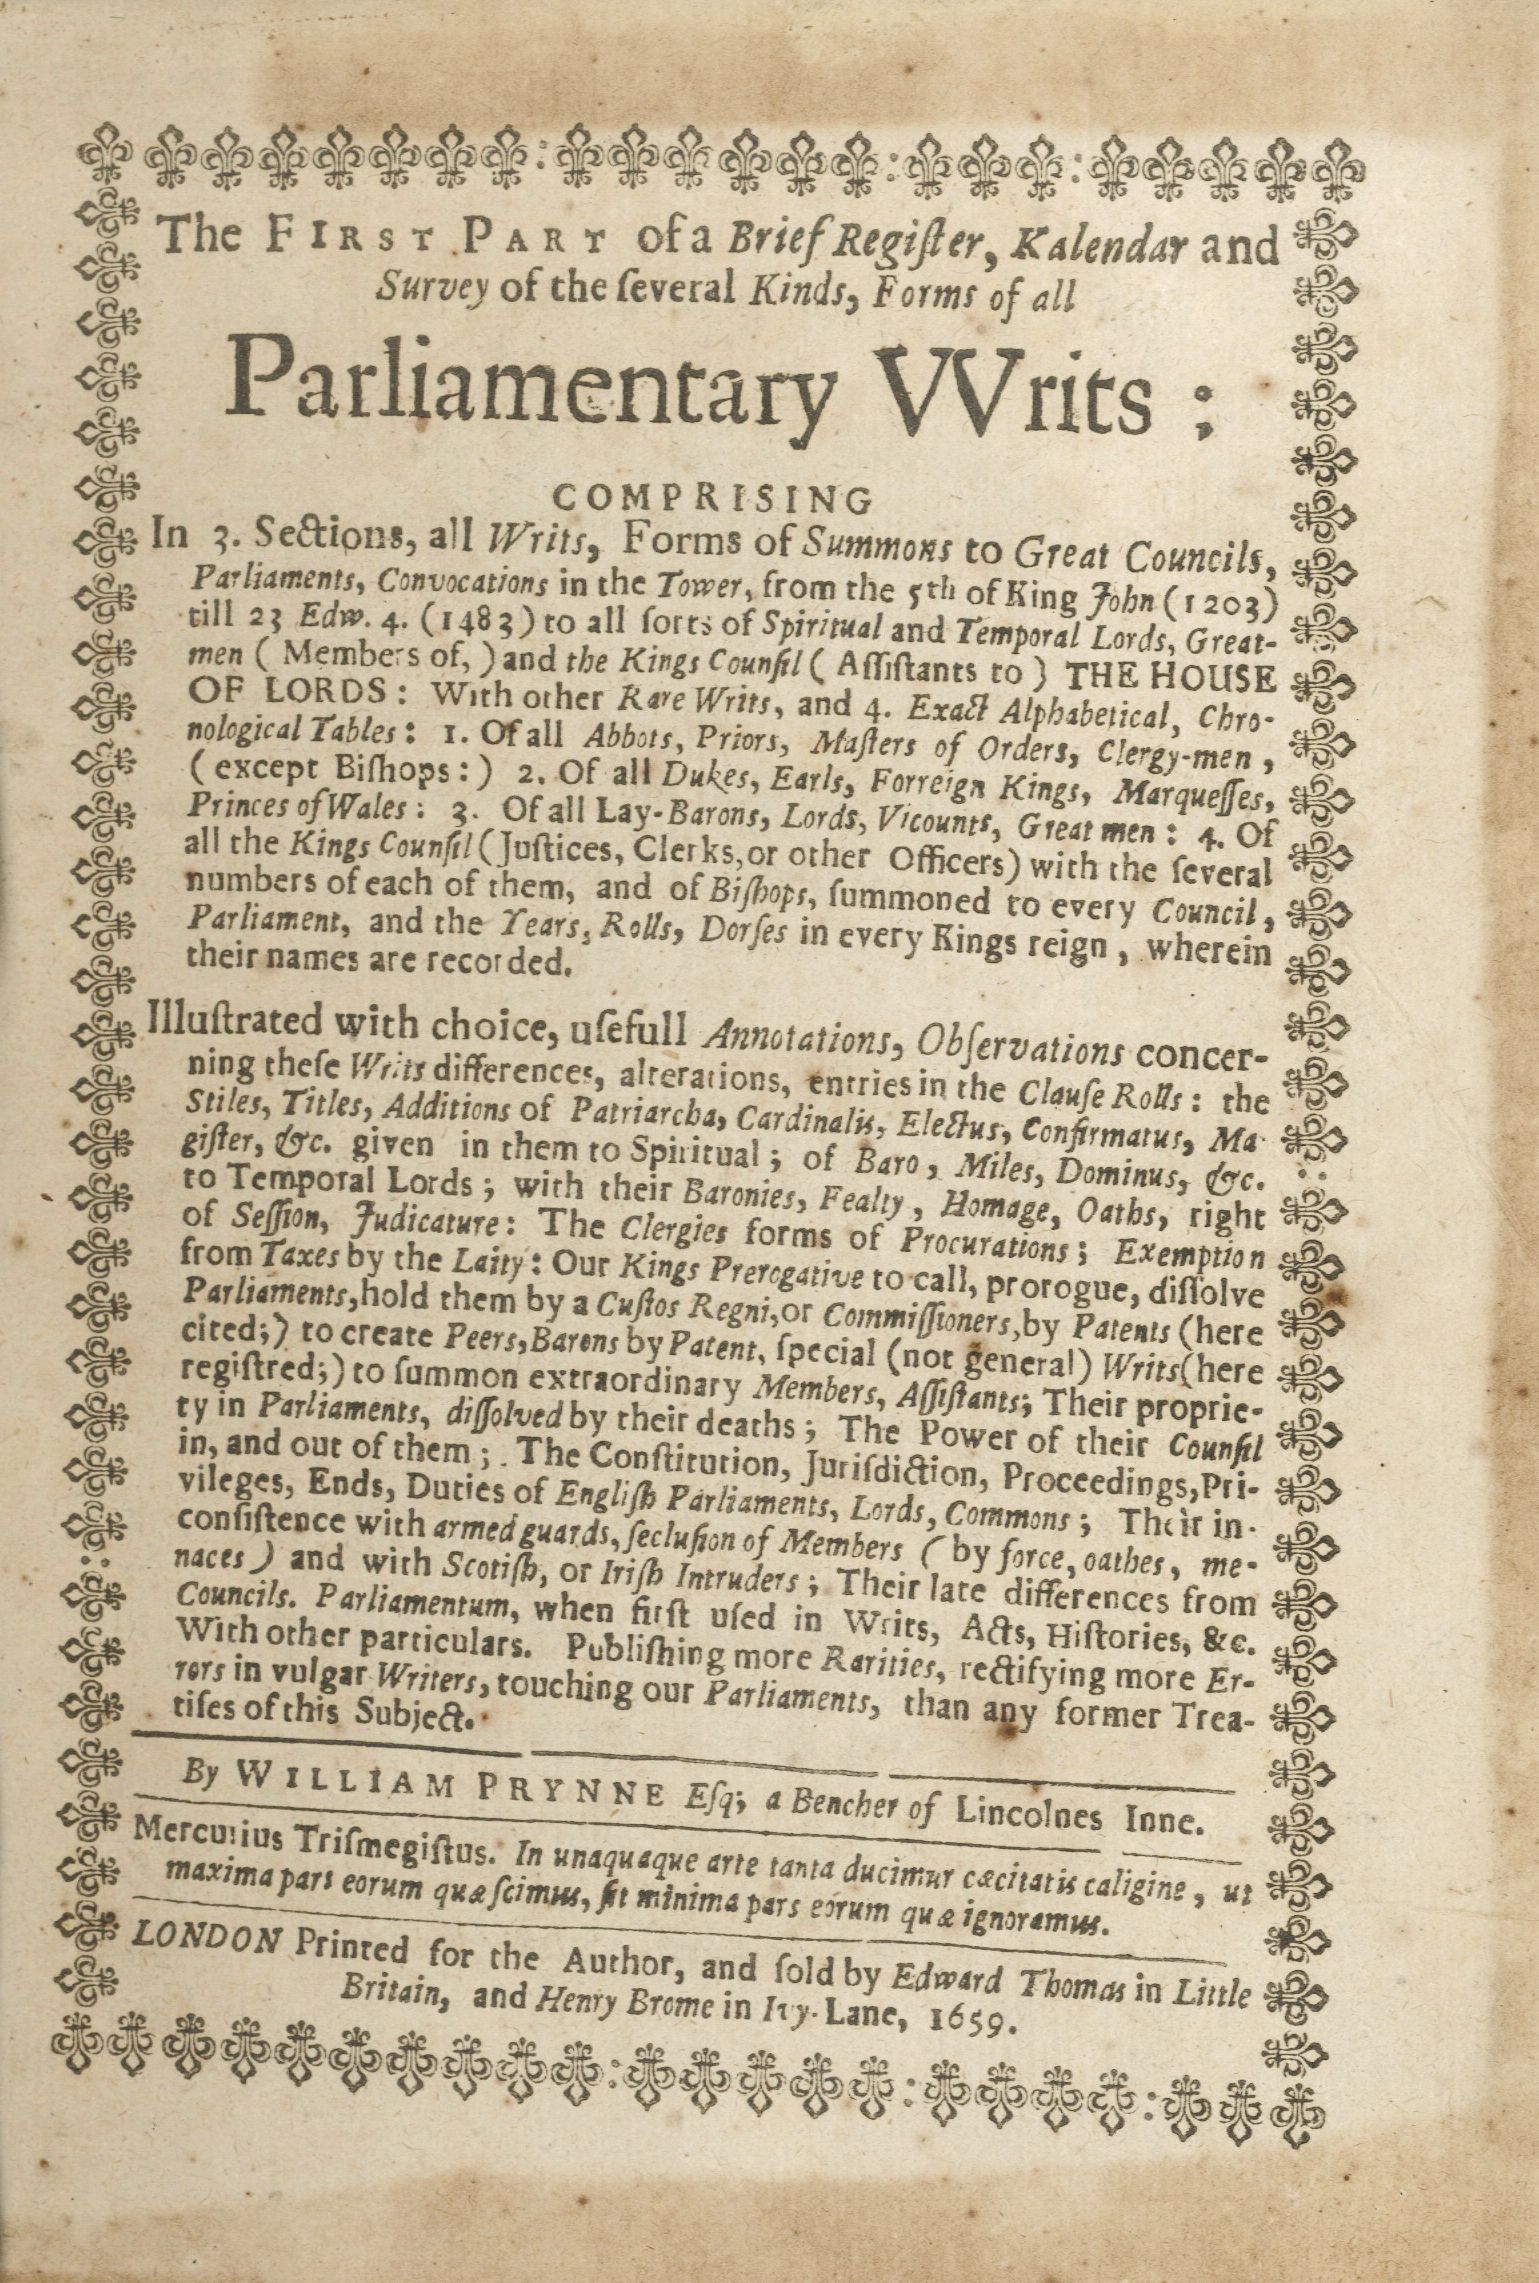 The FIRST PART of a Brief Regiſter, Kalendar and
Survey of the ſeveral Kinds, Forms of all
Parliamentary VVrits;
COMPRISING
In 3. Sections, all Writs, Forms of Summons to Great Councils,
Parliaments, Convocations in the Tower, from the 5th of King John (1203)
till 23 Edw. 4. (1483) to all ſorts of Spiritual and Temporal Lords, Great-
men (Members of,) and the Kings Counſil (Aſſiſtants to) THE HOUSE
OF LORDS: With other Rare Writs, and 4. Exact Alphabetical, Chro-
nological Tables: 1. Of all Abbots, Priors, Maſters of Orders, Clergy-men,
(except Biſhops:) 2. Of all Dukes, Earls, Forreign Kings, Marqueſſes,
Princes of Wales: 3. Of all Lay-Barons, Lords, Vicounts, Great men: 4. Of
all the Kings Counſil (Juſtices, Clerks, or other Officers) with the ſeveral
numbers of each of them, and of Biſhops, ſummoned to every Council,
Parliament, and the Years, Rolls, Dorſes in every Kings reign, wherein
their names are recorded.
Illuſtrated with choice, uſefull Annotations, Obſervations concer-
ning theſe Writs differences, alterations, entries in the Clauſe Rolls: the
Stiles, Titles, Additions of Patriarcha, Cardinalis, Electus, Confirmatus, Ma-
giſter, &c. given in them to Spiritual; of Baro, Miles, Dominus, &c.
to Temporal Lords; with their Baronies, Fealty, Homage, Oaths, right
of Seſſion, Judicature: The Clergies forms of Procurations; Exemption
from Taxes by the Laity: Our Kings Prerogative to call, prorogue, diſſolve
Parliaments, hold them by a Cuſtos Regni, or Commiſſioners, by Patents (here
cited;) to create Peers, Barons by Patent, ſpecial (not general) Writs (here
regiſtred;) to ſummon extraordinary Members, Aſſiſtants; Their proprie-
ty in Parliaments, diſſolved by their deaths; The Power of their Counſil
in, and out of them; The Conſtitution, Juriſdiction, Proceedings, Pri-
vileges, Ends, Duties of Engliſh Parliaments, Lords, Commons; Their in-
conſiſtence with armed guards, ſecluſion of Members (by force, oathes, me-
naces) and with Scotiſh, or Iriſh Intruders; Their late differences from
Councils. Parliamentum, when firſt uſed in Writs, Acts, Hiſtories, &c.
With other particulars. Publiſhing more Rarities, rectifying more Er-
rors in vulgar Writers, touching our Parliaments, than any former Trea-
tiſes of this Subject.
By WILLIAM PRYNNE Eſq; a Bencher of Lincolnes Inne.
Mercurius Triſmegiſtus. In unaquaque arte tanta ducimur cæcitatis caligine, ut
maxima pars eorum quæ ſcimus, ſit minima pars eorum quæ ignoramus.
LONDON Printed for the Author, and ſold by Edward Thomas in Little
Britain, and Henry Brome in Ivy-Lane, 1659.